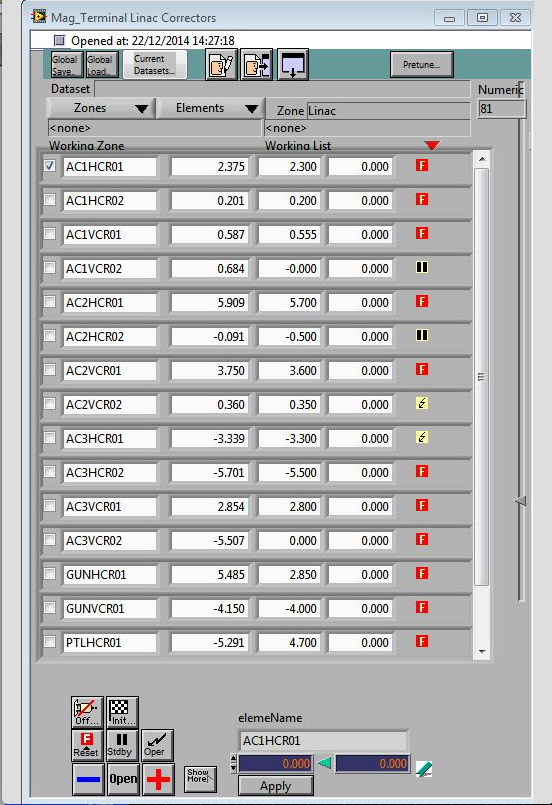 Mag_Terminal Linac Correctors
Opened at: 22/12/2014 14:27:18
Global Save..
Global Load..
Current Datasets...
Pretune...
Dataset
Numeric
Zones
Elements
Zone Linac
81
<none>
<none>
Working Zone
Working List
AC1HCR01 2.375 2.300 0.000 F
AC1HCR02 0.201 0.200 0.000 F
AC1VCR01 0.587 0.555 0.000 F
AC1VCR02 0.684 -0.000 0.000
AC2HCR01 5.909 5.700 0.000 F
AC2HCR02 -0.091 -0.500 0.000
AC2VCR01 3.750 3.600 0.000 F
AC2VCR02 0.360 0.350 0.000
AC3HCR01 -3.339 -3.300 0.000
AC3HCR02 -5.701 -5.500 0.000 F
AC3VCR01 2.854 2.800 0.000 F
AC3VCR02 -5.507 0.000 0.000 F
GUNHCR01 5.485 2.850 0.000 F
GUNVCR01 -4.150 -4.000 0.000 F
PTLHCR01 -5.291 4.700 0.000 F
Off...
Init...
F
Reset
Stdby
Oper
Open
Show More
elemeName
AC1HCR01
0.000
0.000
Apply